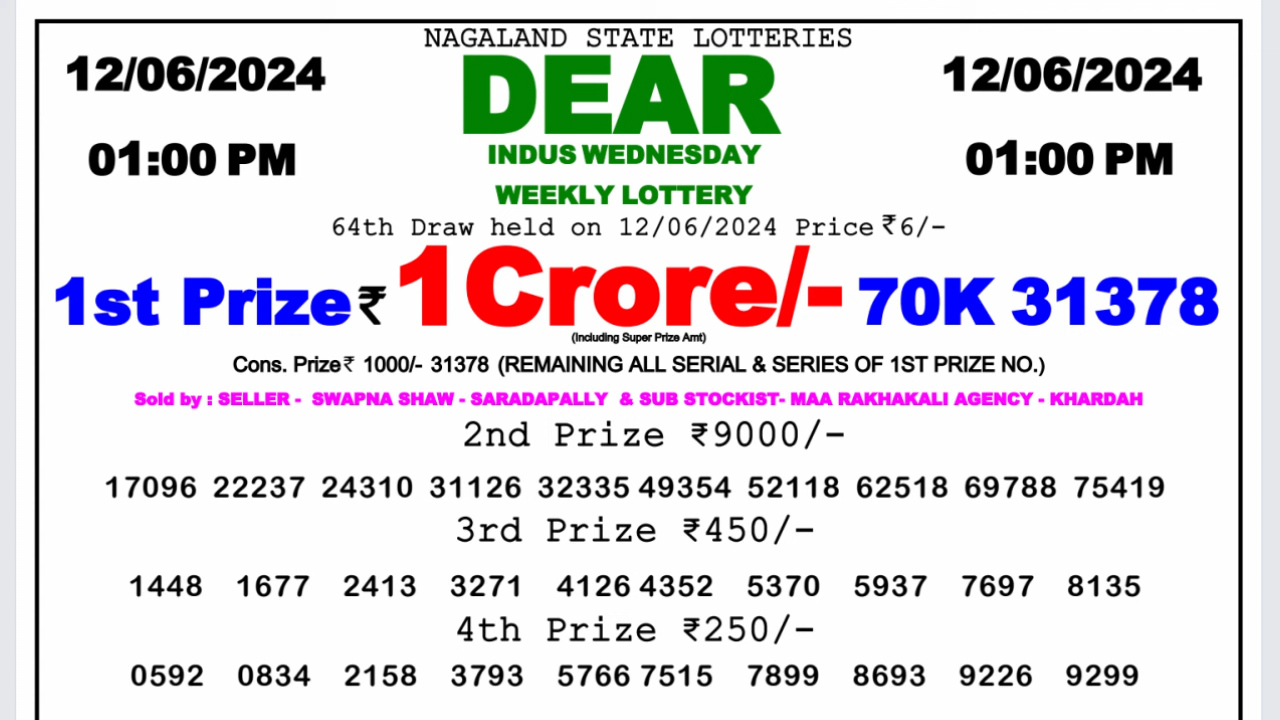 NAGALAND STATE LOTTERIES
12/06/2024 DEAR 12/06/2024
01:00 PM INDUS WEDNESDAY 01:00 PM
WEEKLY LOTTERY
64th Draw held on 12/06/2024 Price ₹6/-
1st Prize ₹ 1Crore/- 70K 31378
(Including Super Prize Amt)
Cons. Prize ₹ 1000/- 31378 (REMAINING ALL SERIAL & SERIES OF 1ST PRIZE NO.)
Sold by : SELLER - SWAPNA SHAW - SARADAPALLY & SUB STOCKIST- MAA RAKHAKALI AGENCY - KHARDAH
2nd Prize ₹9000/-
17096 22237 24310 31126 32335 49354 52118 62518 69788 75419
3rd Prize ₹450/-
1448 1677 2413 3271 4126 4352 5370 5937 7697 8135
4th Prize ₹250/-
0592 0834 2158 3793 5766 7515 7899 8693 9226 9299